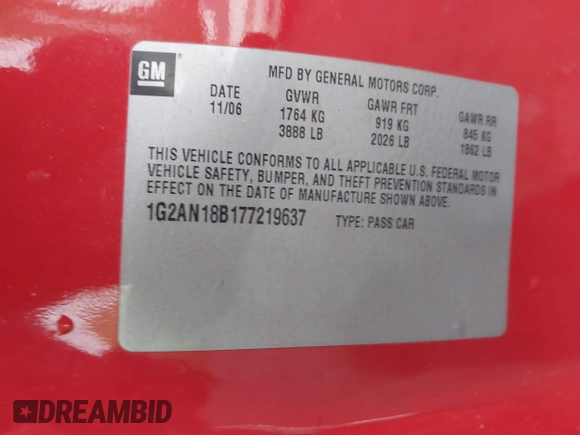 GM
MFD BY GENERAL MOTORS CORP.
DATE GVWR GAWR FRT GAWR RR
11/06 1764 KG 919 KG 845 KG
3888 LB 2026 LB 1862 LB
THIS VEHICLE CONFORMS TO ALL APPLICABLE U.S. FEDERAL MOTOR
VEHICLE SAFETY, BUMPER, AND THEFT PREVENTION STANDARDS IN
EFFECT ON THE DATE OF MANUFACTURE SHOWN ABOVE.
1G2AN18B177219637 TYPE: PASS CAR
DREAMBID